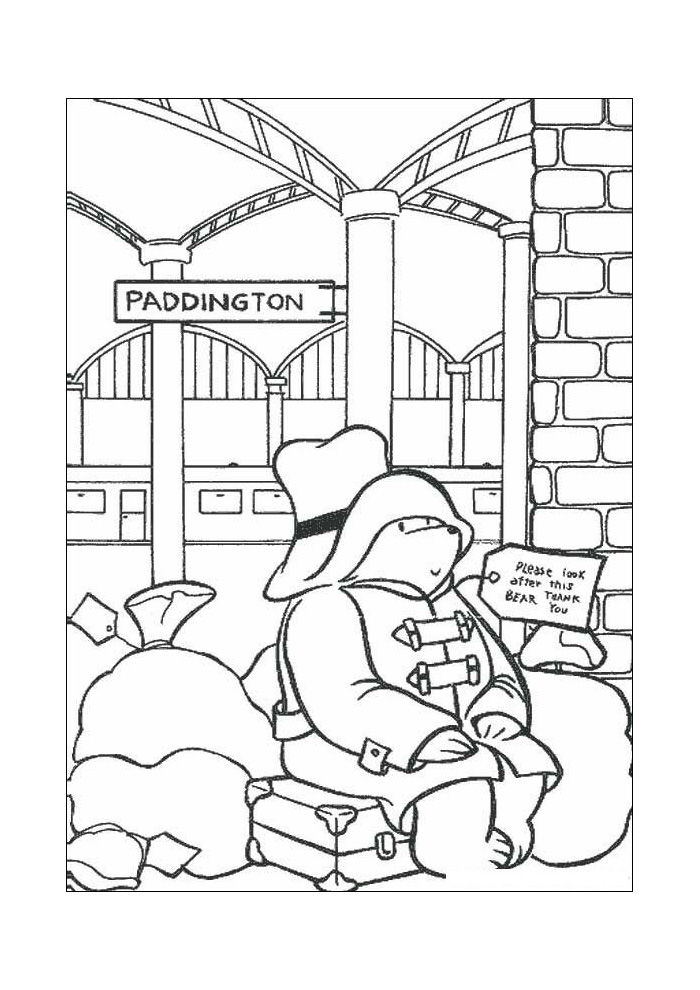 PADDINGTON
PLease look
after this
BEAR THANK
YoU